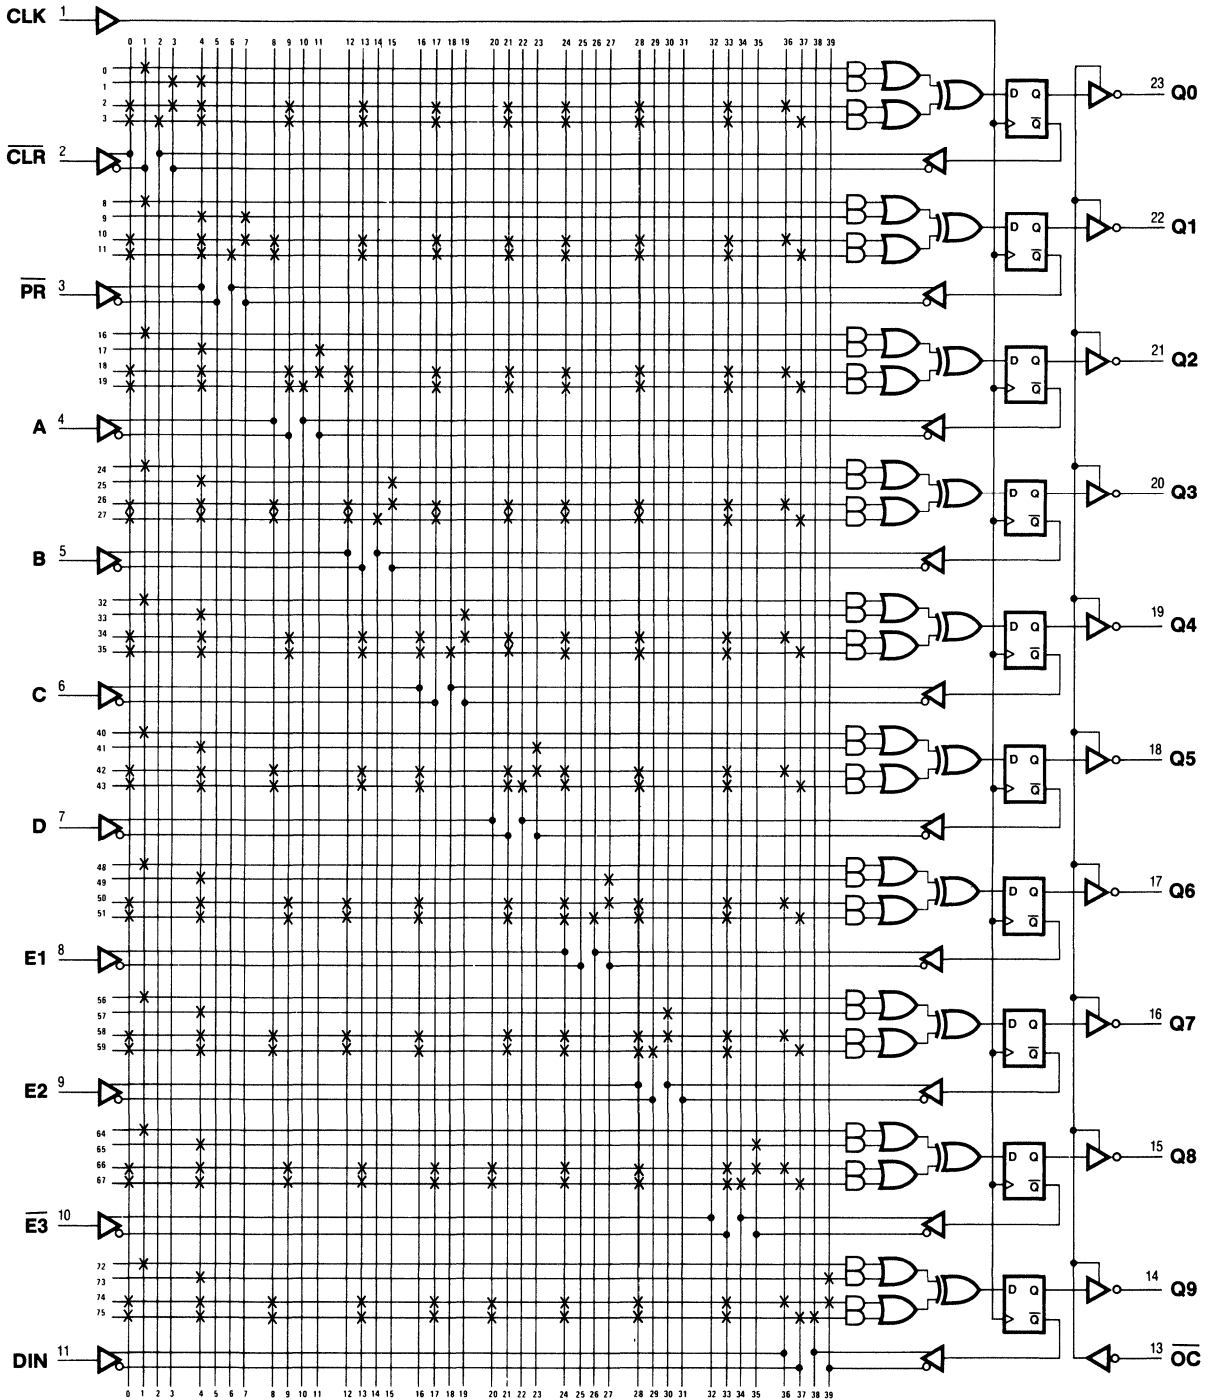 CLK 1
0 1 2 3 4 5 6 7 8 9 10 11 12 13 14 15 16 17 18 19 20 21 22 23 24 25 26 27 28 29 30 31 32 33 34 35 36 37 38 39
0
1
2
3
D Q
Q̅
23 Q0
C̅L̅R̅ 2
8
9
10
11
D Q
Q̅
22 Q1
P̅R̅ 3
16
17
18
19
D Q
Q̅
21 Q2
A 4
24
25
26
27
D Q
Q̅
20 Q3
B 5
32
33
34
35
D Q
Q̅
19 Q4
C 6
40
41
42
43
D Q
Q̅
18 Q5
D 7
48
49
50
51
D Q
Q̅
17 Q6
E1 8
56
57
58
59
D Q
Q̅
16 Q7
E2 9
64
65
66
67
D Q
Q̅
15 Q8
E̅3̅ 10
72
73
74
75
D Q
Q̅
14 Q9
DIN 11
13 O̅C̅
0 1 2 3 4 5 6 7 8 9 10 11 12 13 14 15 16 17 18 19 20 21 22 23 24 25 26 27 28 29 30 31 32 33 34 35 36 37 38 39